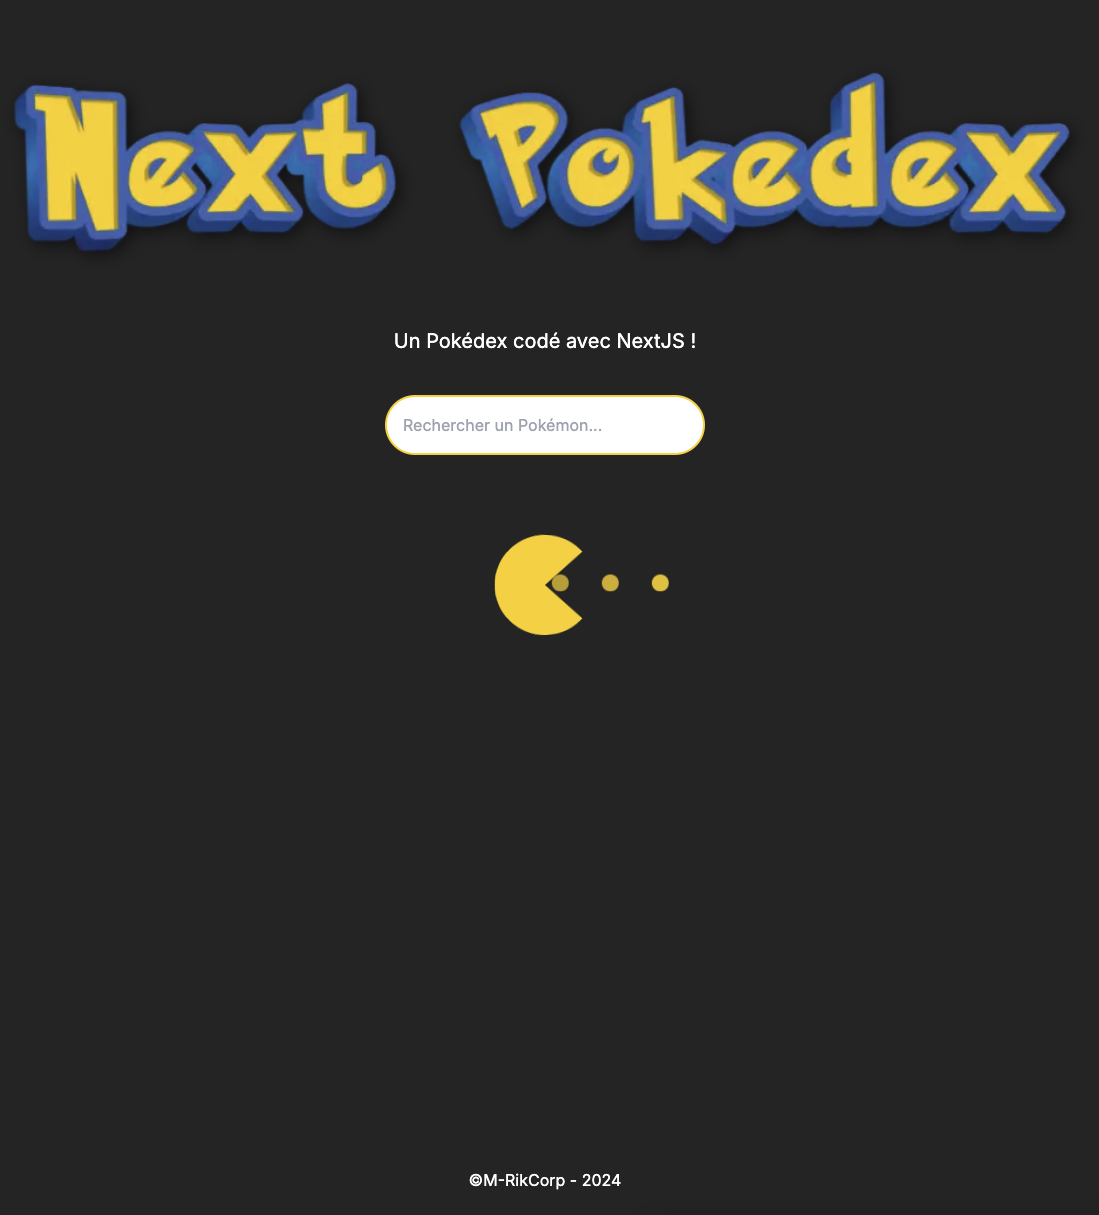 Next Pokedex
Un Pokédex codé avec NextJS !
Rechercher un Pokémon...
©M-RikCorp - 2024